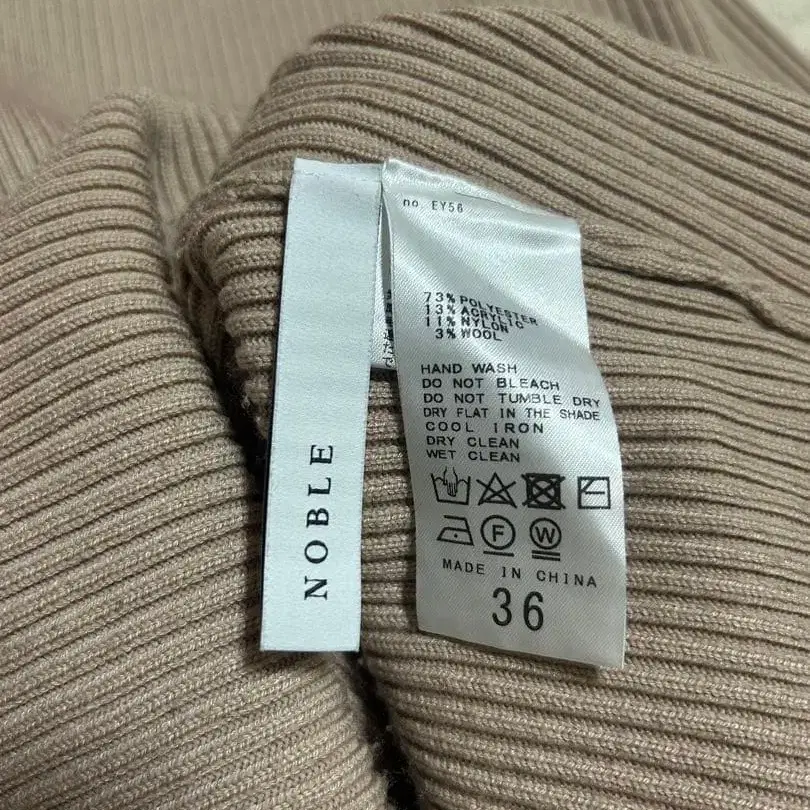 NOBLE
no EY56
73% POLYESTER
13% ACRYLIC
11% NYLON
3% WOOL
HAND WASH
DO NOT BLEACH
DO NOT TUMBLE DRY
DRY FLAT IN THE SHADE
COOL IRON
DRY CLEAN
WET CLEAN
F W
MADE IN CHINA
36